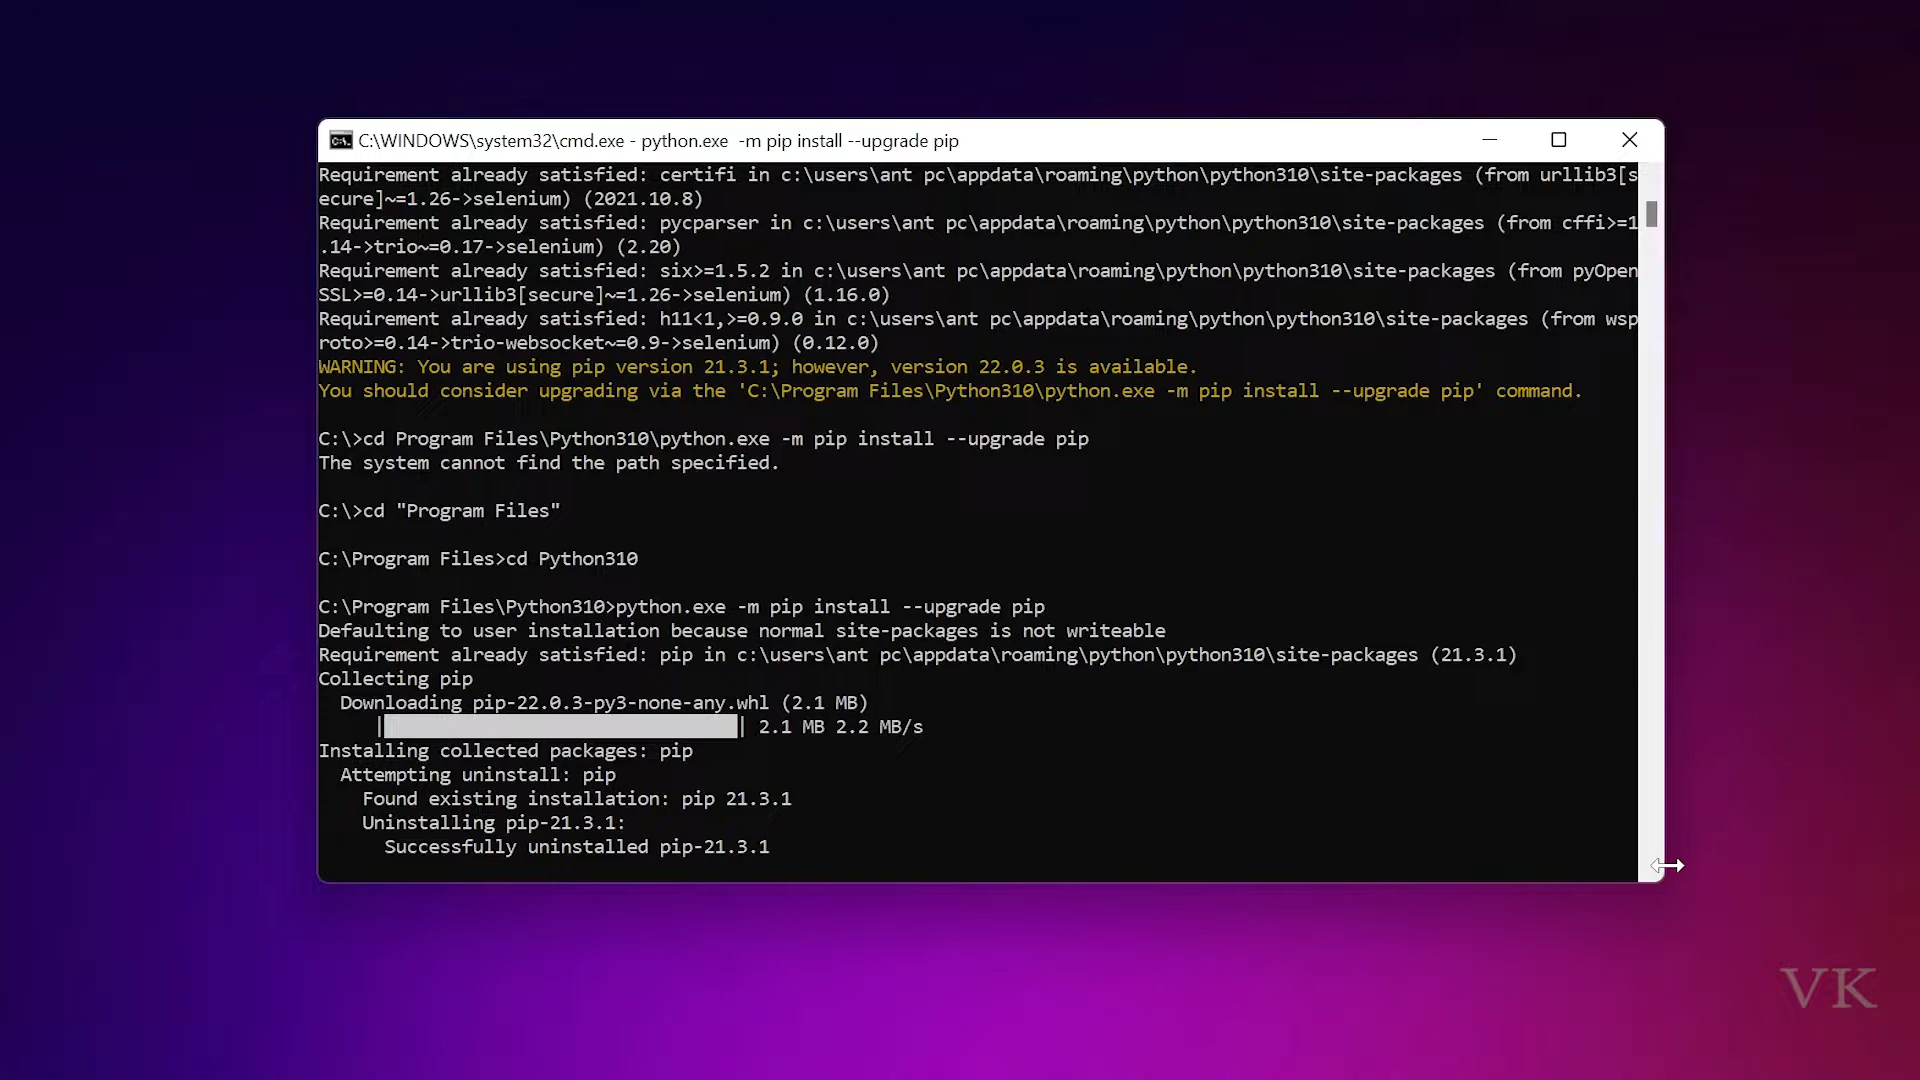 C:\WINDOWS\system32\cmd.exe - python.exe  -m pip install --upgrade pip
Requirement already satisfied: certifi in c:\users\ant pc\appdata\roaming\python\python310\site-packages (from urllib3[s
ecure]~=1.26->selenium) (2021.10.8)
Requirement already satisfied: pycparser in c:\users\ant pc\appdata\roaming\python\python310\site-packages (from cffi>=1
.14->trio~=0.17->selenium) (2.20)
Requirement already satisfied: six>=1.5.2 in c:\users\ant pc\appdata\roaming\python\python310\site-packages (from pyOpen
SSL>=0.14->urllib3[secure]~=1.26->selenium) (1.16.0)
Requirement already satisfied: h11<1,>=0.9.0 in c:\users\ant pc\appdata\roaming\python\python310\site-packages (from wsp
roto>=0.14->trio-websocket~=0.9->selenium) (0.12.0)
WARNING: You are using pip version 21.3.1; however, version 22.0.3 is available.
You should consider upgrading via the 'C:\Program Files\Python310\python.exe -m pip install --upgrade pip' command.
C:\>cd Program Files\Python310\python.exe -m pip install --upgrade pip
The system cannot find the path specified.
C:\>cd "Program Files"
C:\Program Files>cd Python310
C:\Program Files\Python310>python.exe -m pip install --upgrade pip
Defaulting to user installation because normal site-packages is not writeable
Requirement already satisfied: pip in c:\users\ant pc\appdata\roaming\python\python310\site-packages (21.3.1)
Collecting pip
  Downloading pip-22.0.3-py3-none-any.whl (2.1 MB)
     |████████████████████████████████| 2.1 MB 2.2 MB/s
Installing collected packages: pip
  Attempting uninstall: pip
    Found existing installation: pip 21.3.1
    Uninstalling pip-21.3.1:
      Successfully uninstalled pip-21.3.1
VK